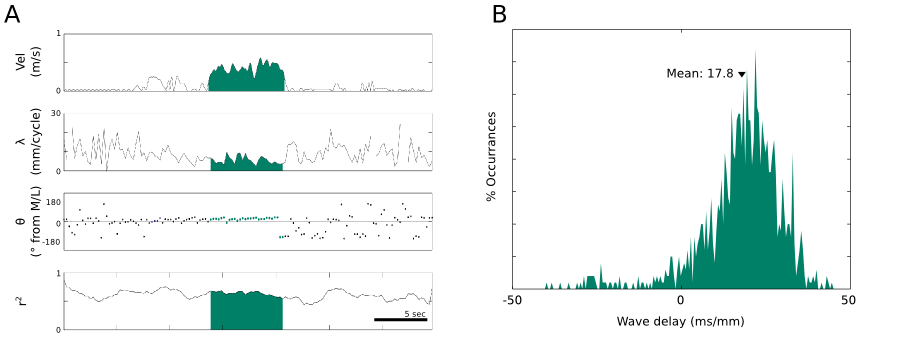 A
Vel
(m/s)
1
0
λ
(mm/cycle)
30
0
θ
(° from M/L)
180
0
-180
r²
1
0
5 sec
B
% Occurrances
Mean: 17.8
-50
0
50
Wave delay (ms/mm)